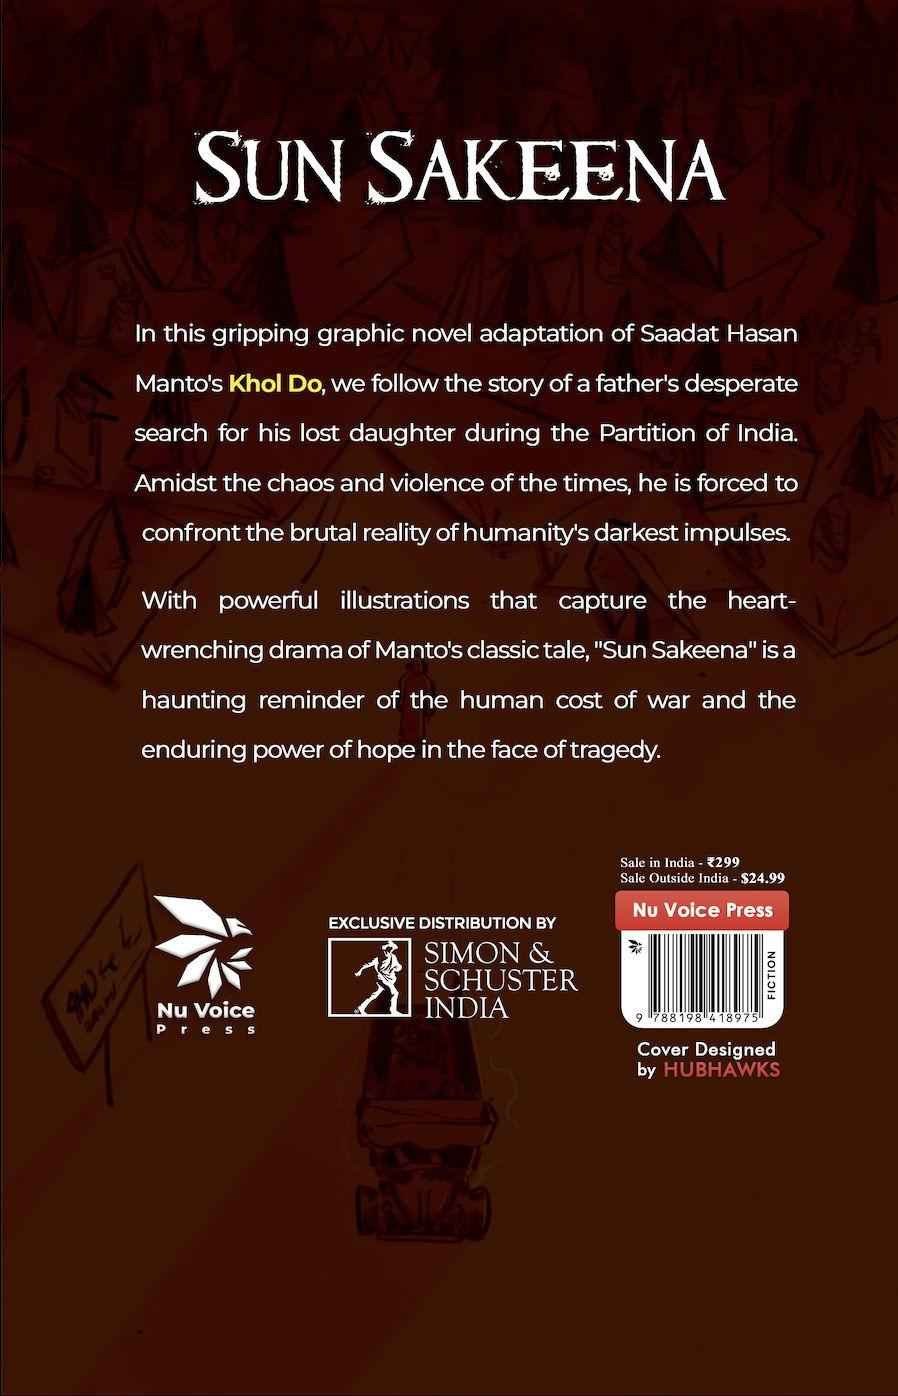 SUN SAKEENA
In this gripping graphic novel adaptation of Saadat Hasan
Manto's Khol Do, we follow the story of a father's desperate
search for his lost daughter during the Partition of India.
Amidst the chaos and violence of the times, he is forced to
confront the brutal reality of humanity's darkest impulses.
With powerful illustrations that capture the heart-
wrenching drama of Manto's classic tale, "Sun Sakeena" is a
haunting reminder of the human cost of war and the
enduring power of hope in the face of tragedy.
Sale in India - ₹299
Sale Outside India - $24.99
Nu Voice Press
FICTION
9 788198 418975
Cover Designed
by HUBHAWKS
EXCLUSIVE DISTRIBUTION BY
SIMON &
SCHUSTER
INDIA
Nu Voice
Press